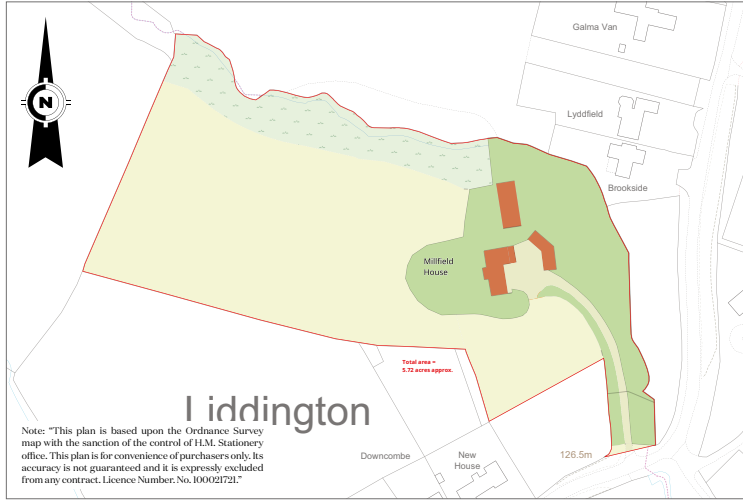 Galma Van
N
Lyddfield
Brookside
Millfield
House
Total area =
5.72 acres approx.
Liddington
Note: "This plan is based upon the Ordnance Survey
map with the sanction of the control of H.M. Stationery
office. This plan is for convenience of purchasers only. Its
accuracy is not guaranteed and it is expressly excluded
from any contract. Licence Number. No. 100021721."
Downcombe
New
House
126.5m